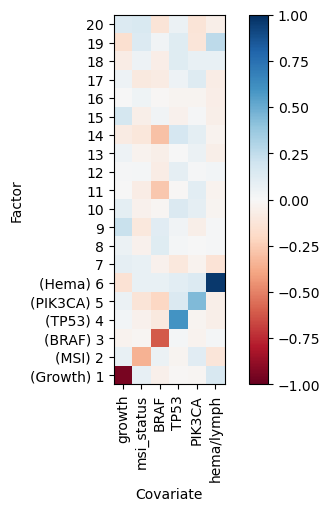 20
19
18
17
16
15
14
13
12
11
10
9
8
7
(Hema) 6
(PIK3CA) 5
(TP53) 4
(BRAF) 3
(MSI) 2
(Growth) 1
Factor
growth
msi_status
BRAF
TP53
PIK3CA
hema/lymph
Covariate
1.00
0.75
0.50
0.25
0.00
−0.25
−0.50
−0.75
−1.00